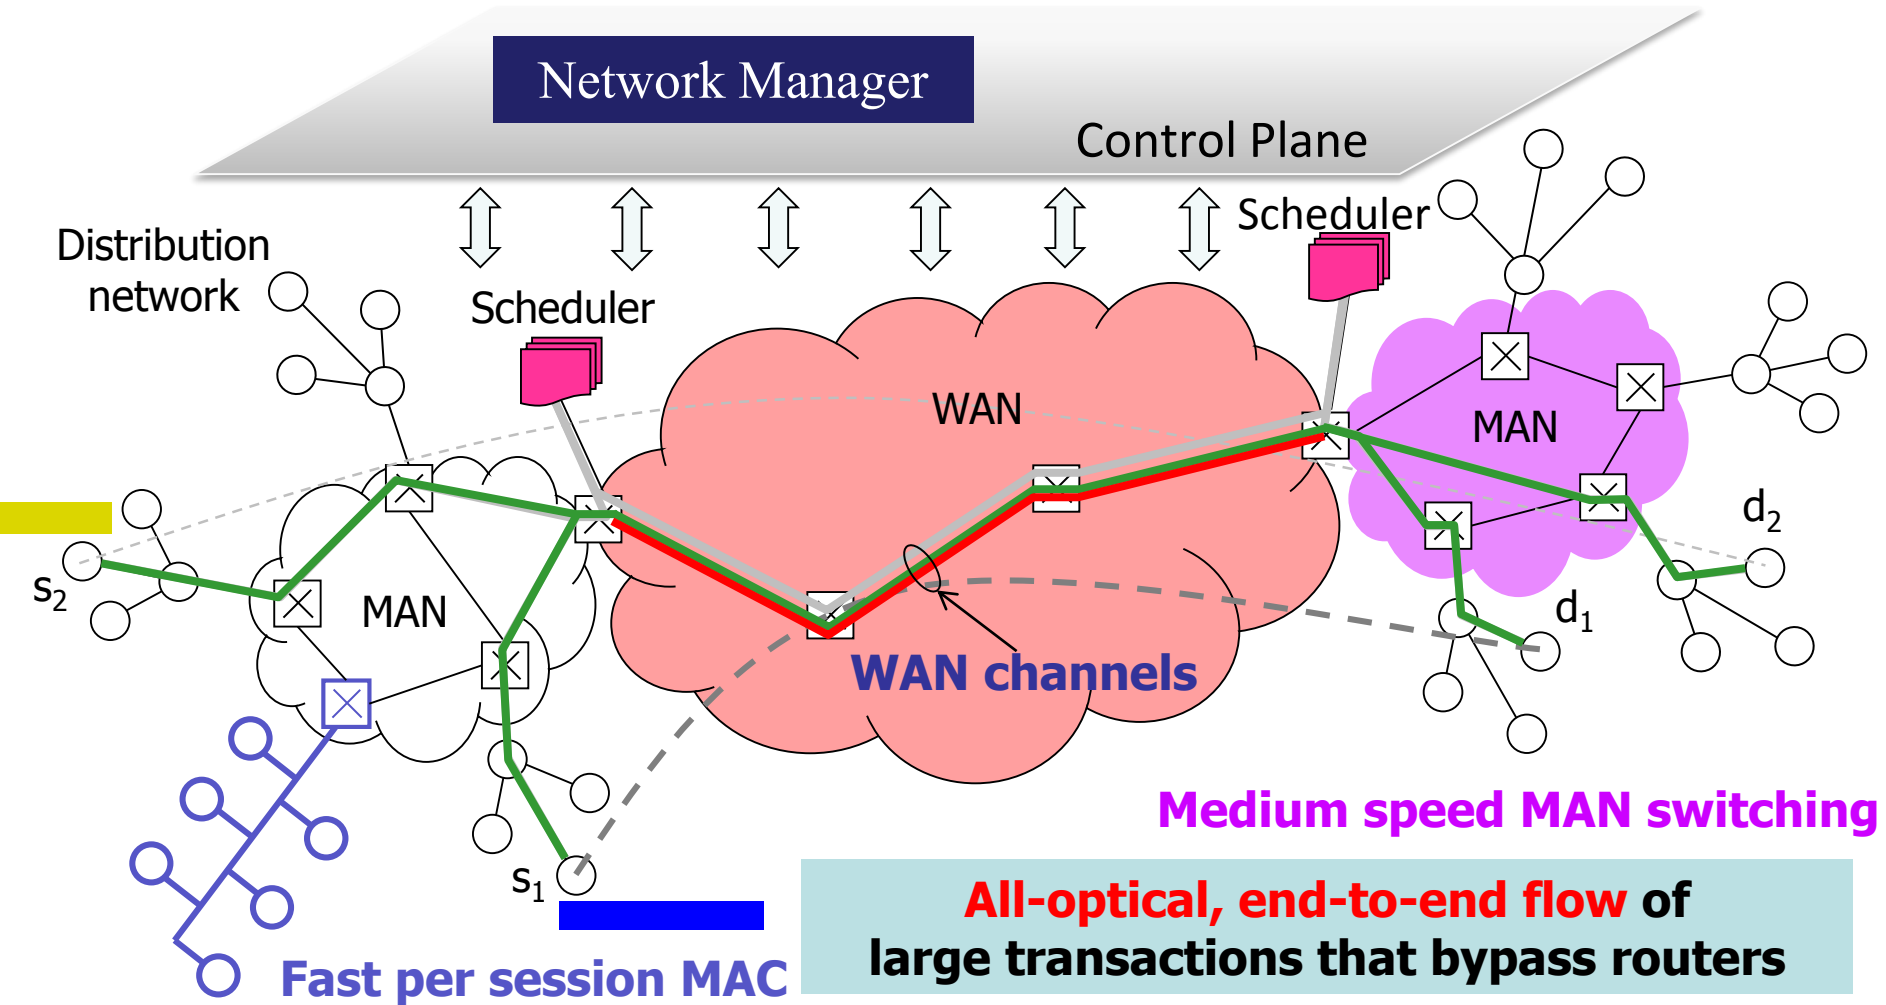 Network Manager
Control Plane
Scheduler
Distribution
network
Scheduler
WAN
MAN
d₂
s₂
MAN
d₁
WAN channels
Medium speed MAN switching
s₁
All-optical, end-to-end flow of
large transactions that bypass routers
Fast per session MAC